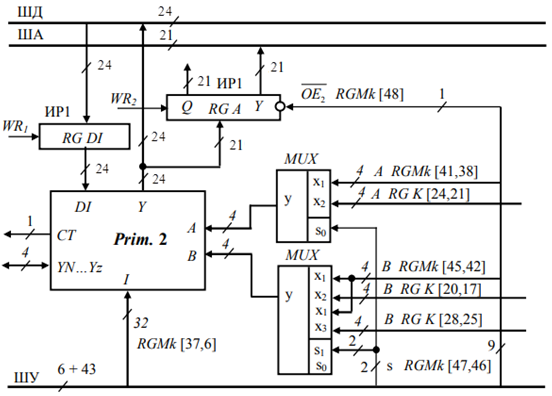 ШД 24
ША 21
24 21 21
ИР1
ИР1 WR2 Q RG A Y OE2 RGMk [48] 1
WR1 RG DI 24 21
24 24 MUX
x1 4 A RGMk [41,38]
DI Y y x2 4 A RG K [24,21]
1 CT Prim. 2 A 4 s0
4 YN...Yz B 4 MUX
I x1 4 B RGMk [45,42]
y x2 4 B RG K [20,17]
x1
32 x3 4 B RG K [28,25]
RGMk [37,6] s1 2 9
ШУ 6 + 43 s0 2 s RGMk [47,46]